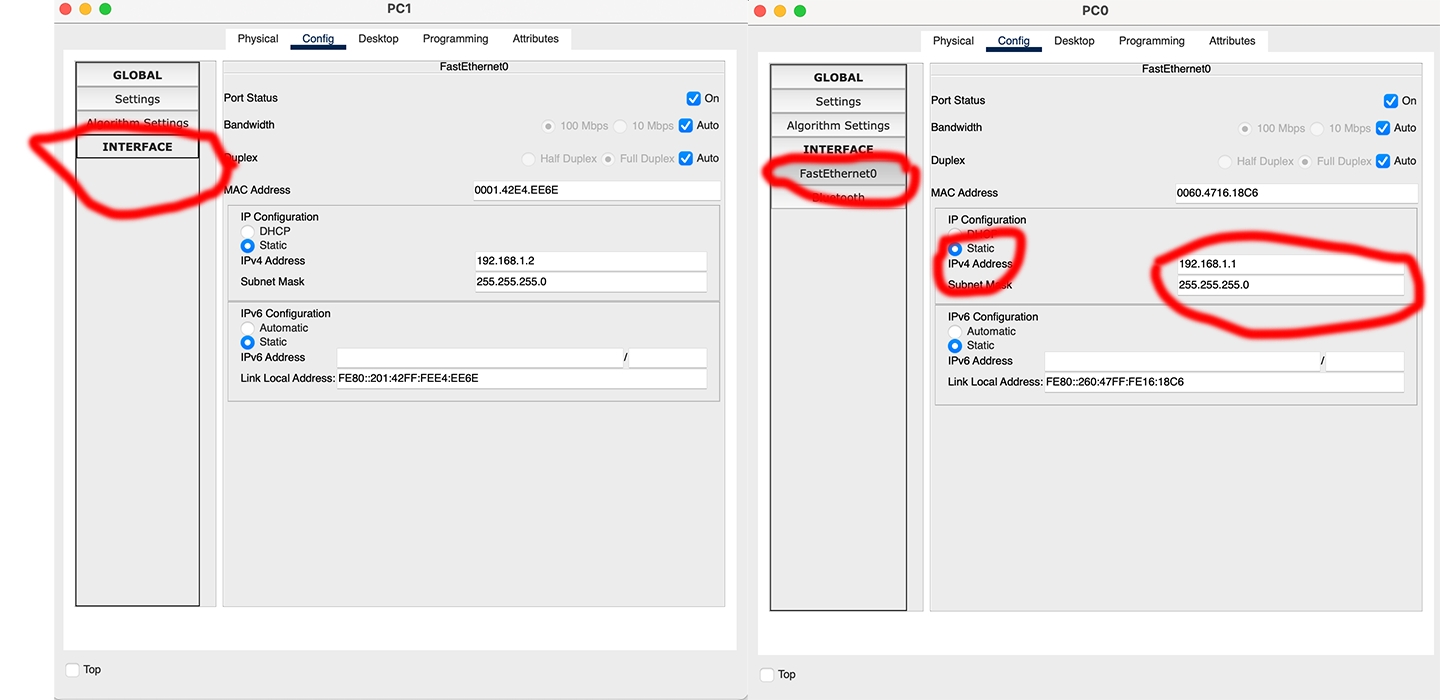 PC1
Physical Config Desktop Programming Attributes
GLOBAL
Settings
Algorithm Settings
INTERFACE
FastEthernet0
Port Status On
Bandwidth 100 Mbps 10 Mbps Auto
Duplex Half Duplex Full Duplex Auto
MAC Address 0001.42E4.EE6E
IP Configuration
DHCP
Static
IPv4 Address 192.168.1.2
Subnet Mask 255.255.255.0
IPv6 Configuration
Automatic
Static
IPv6 Address /
Link Local Address: FE80::201:42FF:FEE4:EE6E
Top
PC0
Physical Config Desktop Programming Attributes
GLOBAL
Settings
Algorithm Settings
INTERFACE
FastEthernet0
Bluetooth
FastEthernet0
Port Status On
Bandwidth 100 Mbps 10 Mbps Auto
Duplex Half Duplex Full Duplex Auto
MAC Address 0060.4716.18C6
IP Configuration
DHCP
Static
IPv4 Address 192.168.1.1
Subnet Mask 255.255.255.0
IPv6 Configuration
Automatic
Static
IPv6 Address /
Link Local Address: FE80::260:47FF:FE16:18C6
Top